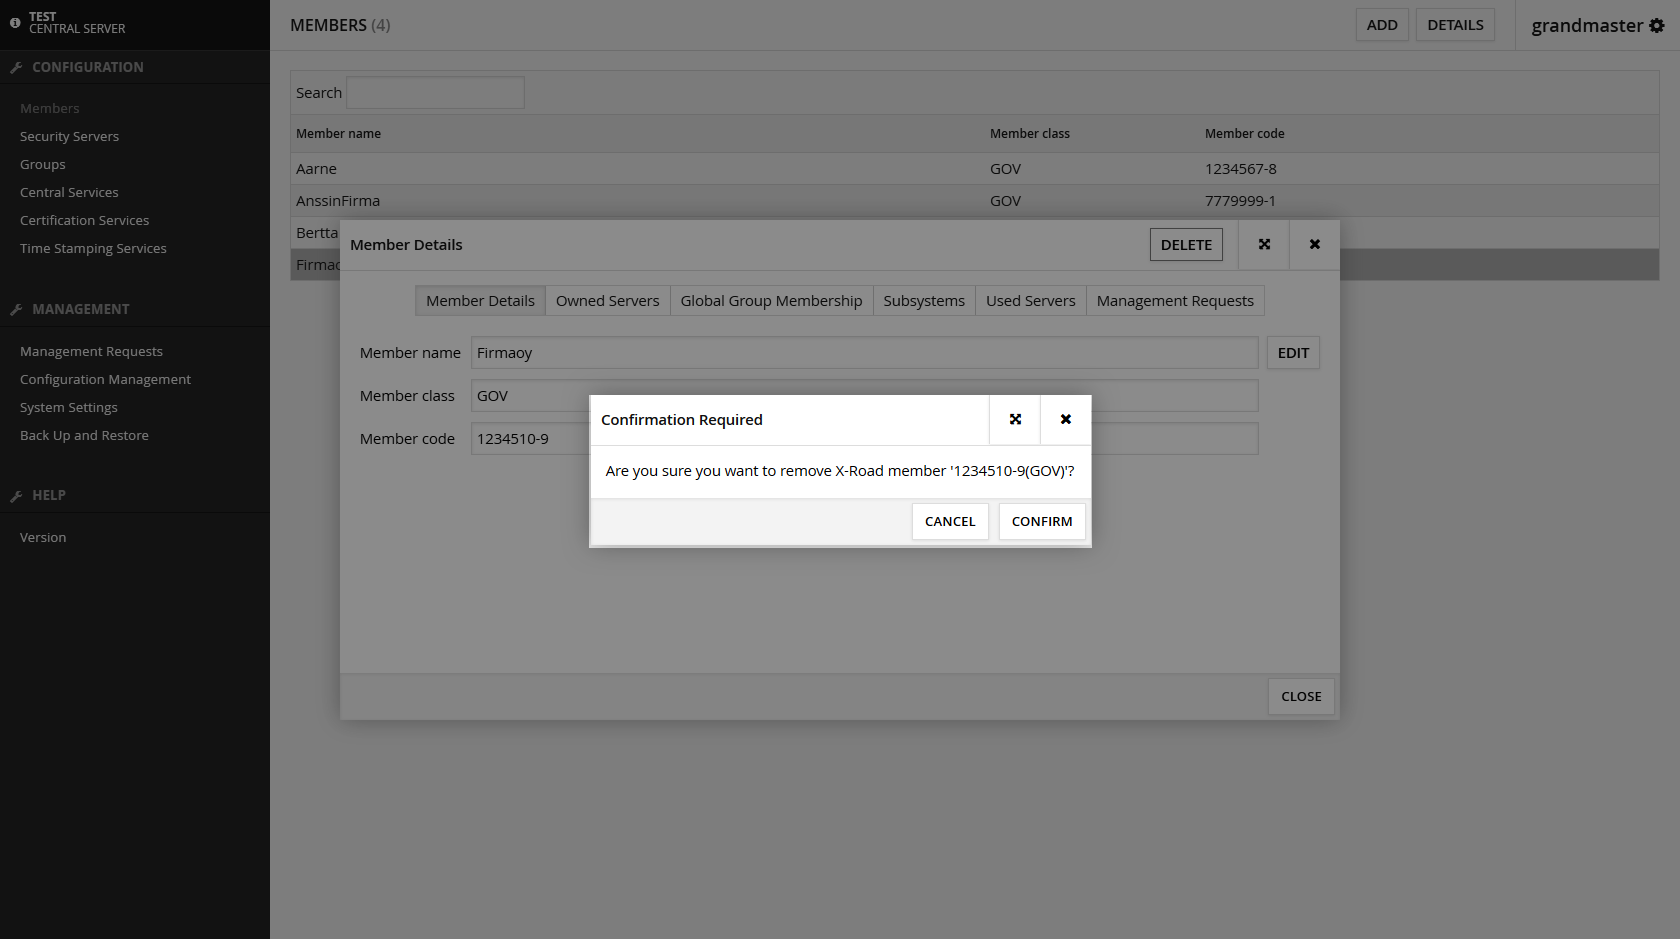 TEST
CENTRAL SERVER
CONFIGURATION
Members
Security Servers
Groups
Central Services
Certification Services
Time Stamping Services
MANAGEMENT
Management Requests
Configuration Management
System Settings
Back Up and Restore
HELP
Version
MEMBERS (4)
ADD
DETAILS
grandmaster
Search
Member name Member class Member code
Aarne GOV 1234567-8
AnssinFirma GOV 7779999-1
Bertta
Member Details
DELETE
Member Details Owned Servers Global Group Membership Subsystems Used Servers Management Requests
Member name Firmaoy EDIT
Member class GOV
Member code 1234510-9
Confirmation Required
Are you sure you want to remove X-Road member '1234510-9(GOV)'?
CANCEL CONFIRM
CLOSE